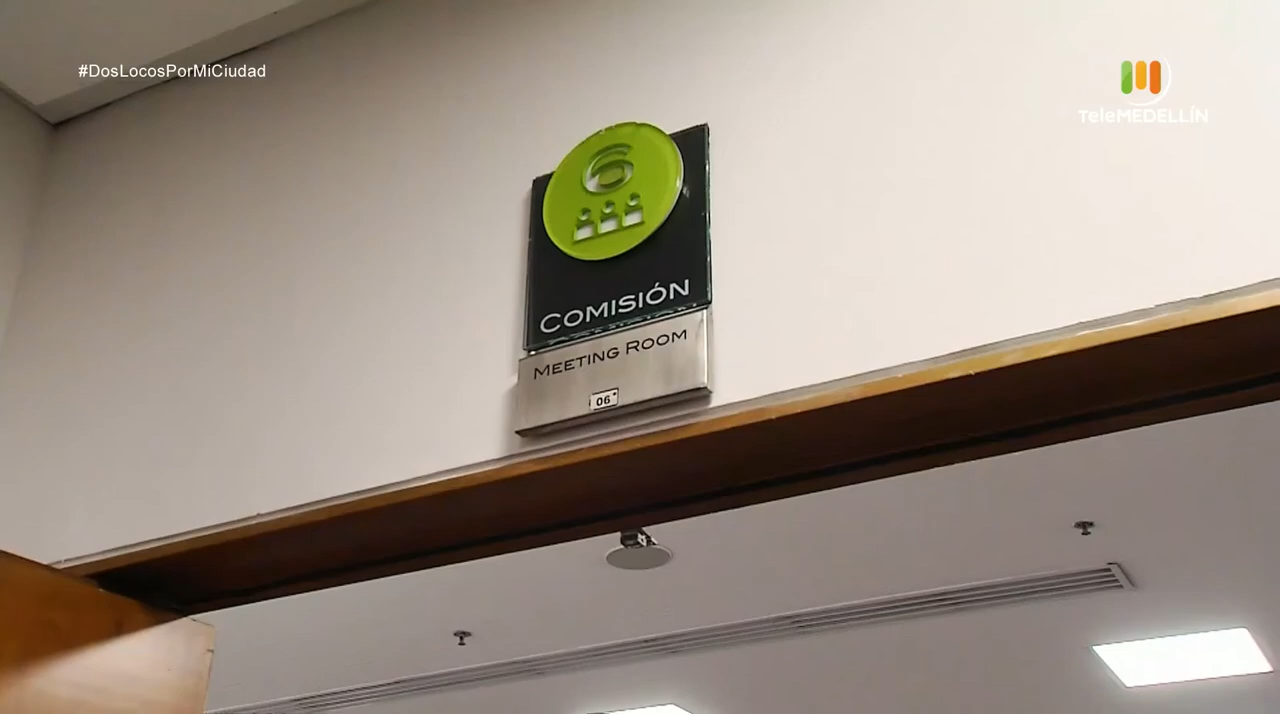 #DosLocosPorMiCiudad
TeleMEDELLÍN
6
COMISIÓN
MEETING ROOM
06